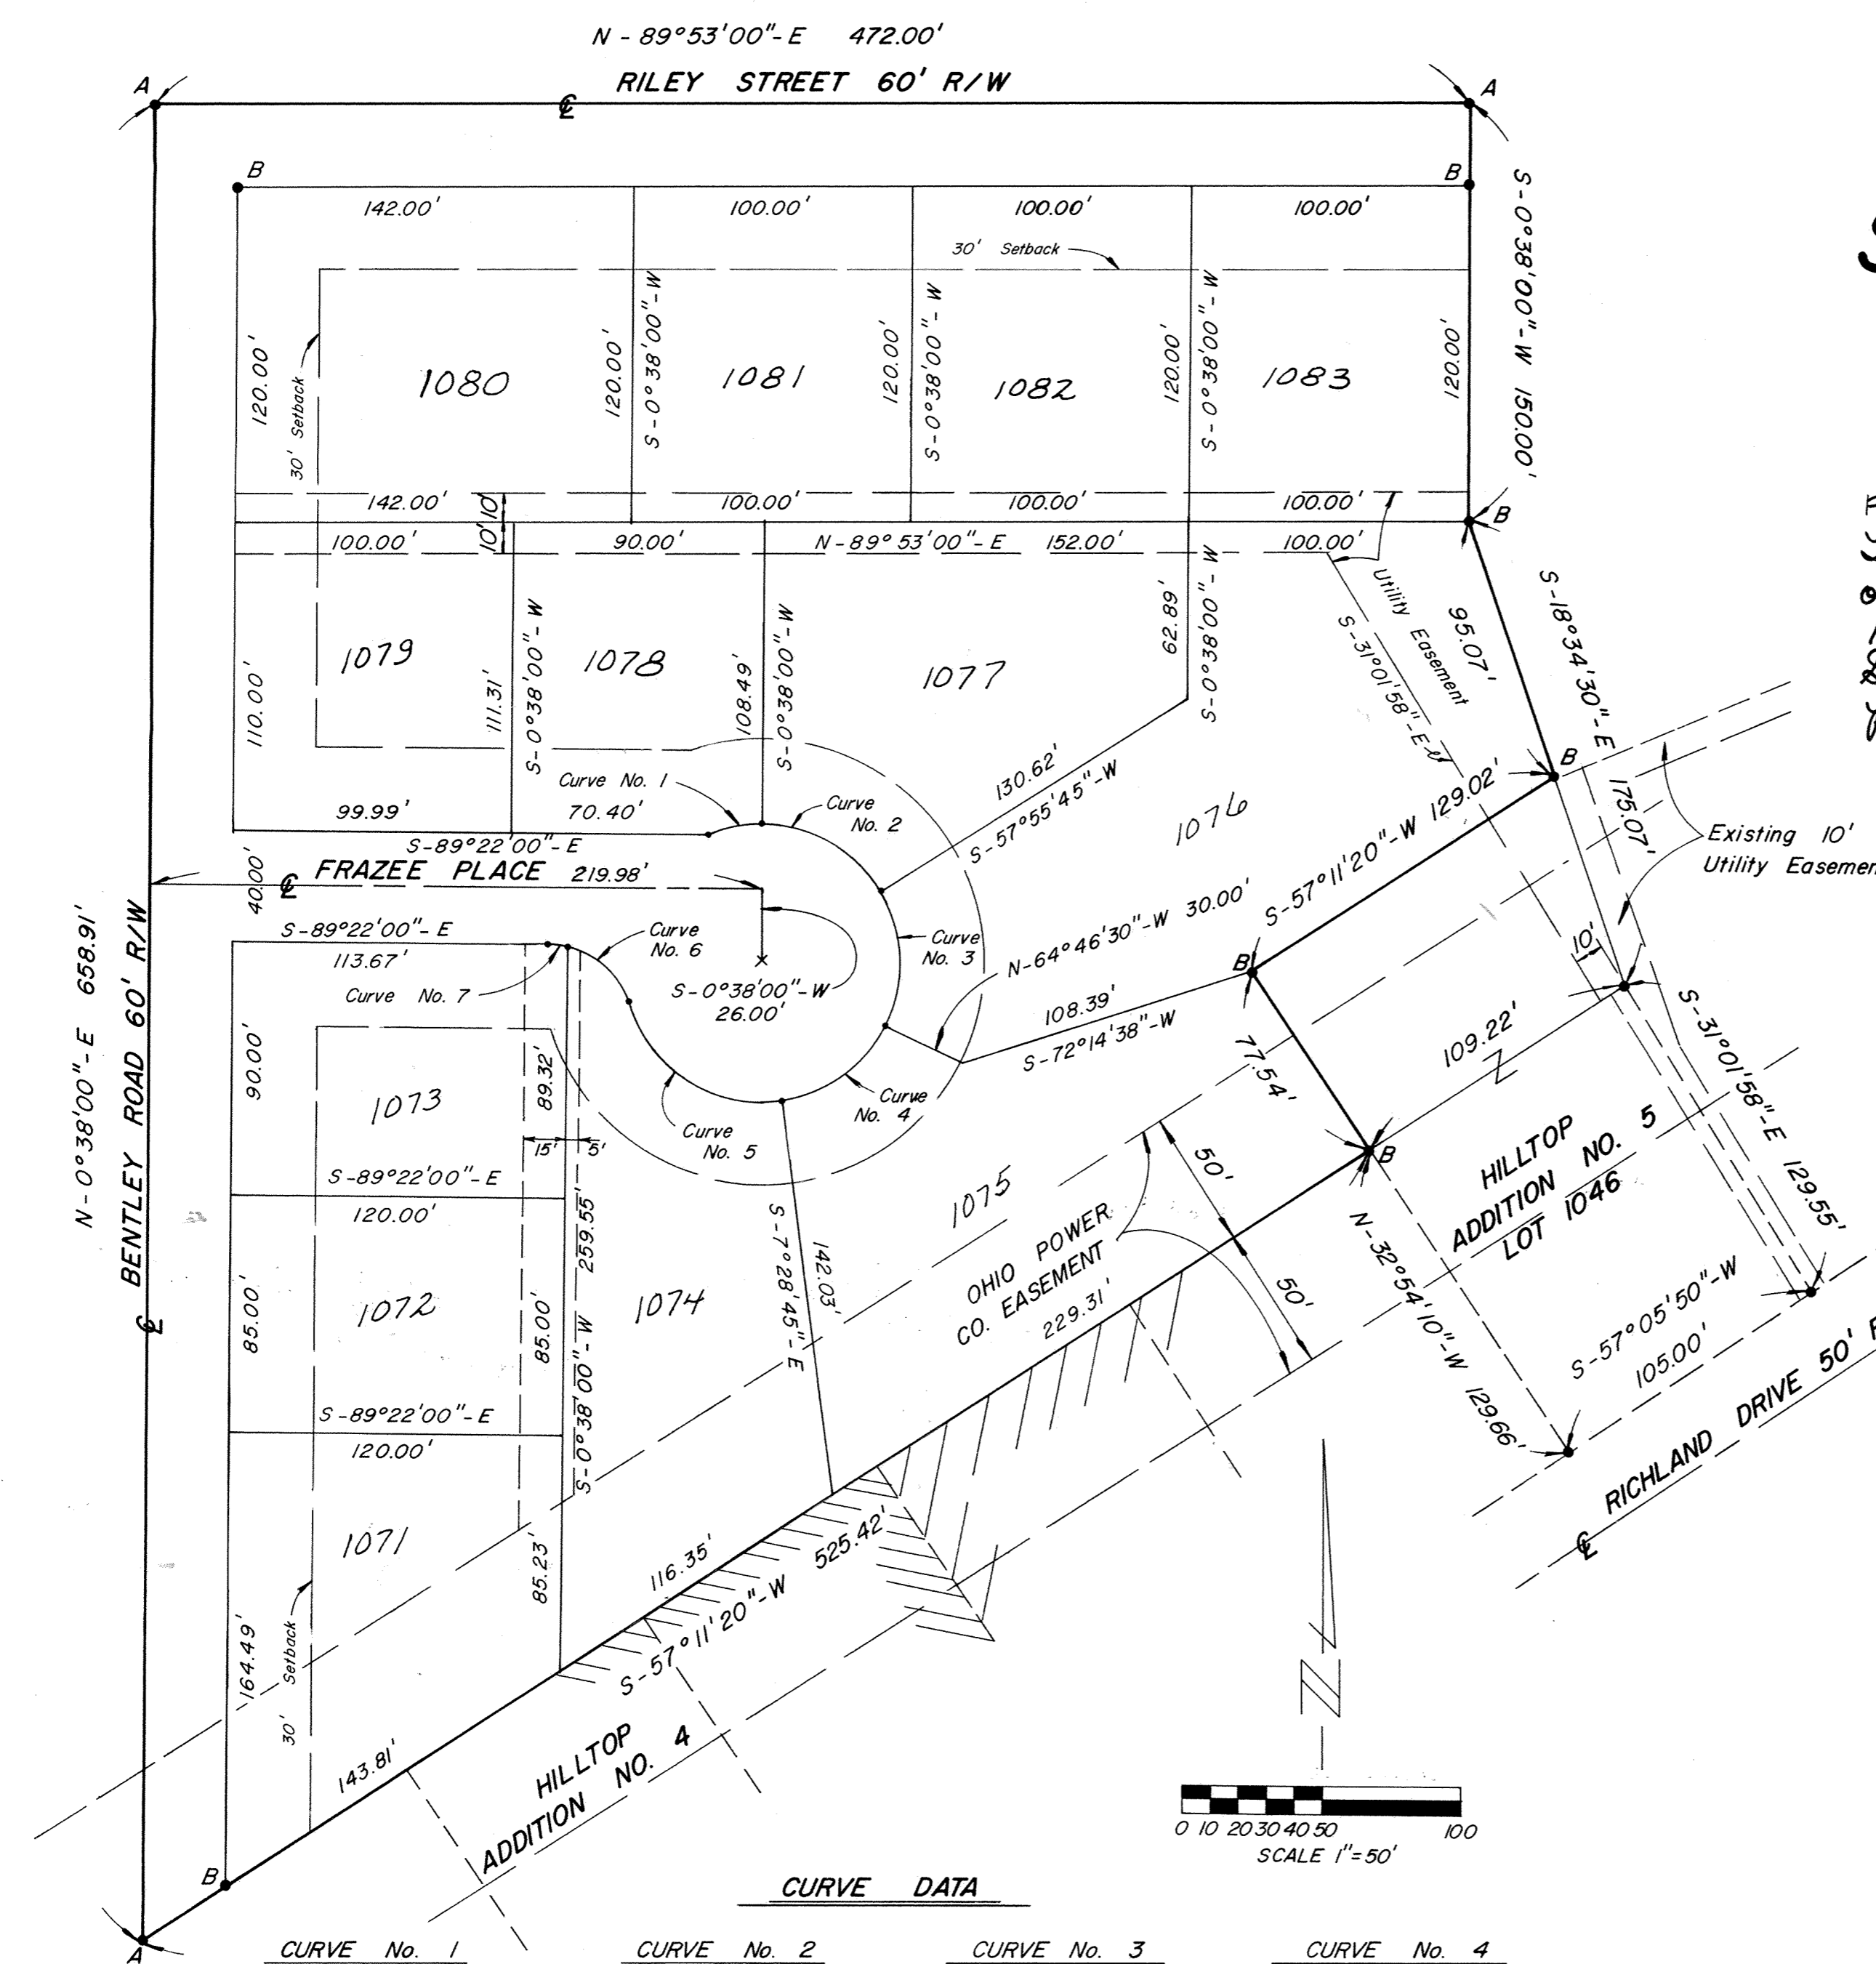 N - 89°53'00"- E 472.00'
RILEY STREET 60' R/W
A
A
℄
B
B
142.00'
100.00'
100.00'
100.00'
30' Setback
S-0°38'00"-W 150.00'
120.00'
30' Setback
1080
120.00'
S-0°38'00"-W
1081
120.00'
S-0°38'00"-W
1082
120.00'
S-0°38'00"-W
1083
120.00'
142.00'
10'
100.00'
100.00'
100.00'
B
100.00'
10'
90.00'
N-89°53'00"-E 152.00'
100.00'
110.00'
1079
111.31'
S-0°38'00"-W
1078
108.49'
S-0°38'00"-W
1077
62.89'
S-0°38'00"-W
Utility Easement
S-31°01'58"-E
95.07'
S-18°34'30"-E
175.07'
B
Curve No. 1
Curve
No. 2
130.62'
S-57°55'45"-W
1076
99.99'
70.40'
S-89°22'00"-E
S-57°11'20"-W 129.02'
Existing 10'
FRAZEE PLACE 219.98'
℄
40.00'
S-89°22'00"-E
113.67'
Curve No. 7
Curve
No. 6
S-0°38'00"-W
26.00'
Curve
No. 3
N-64°46'30"-W 30.00'
B
108.39'
S-72°14'38"-W
77.54'
10'
109.22'
Z
S-31°01'58"-E 129.55'
N-0°38'00"-E 658.91'
BENTLEY ROAD 60' R/W
℄
90.00'
1073
89.32'
15'
5'
Curve
No. 4
Curve
No. 5
S-89°22'00"-E
120.00'
B
HILLTOP
ADDITION NO. 5
LOT 1046
1075
50'
50'
OHIO POWER
CO. EASEMENT
229.31'
S-7°28'45"-E
142.03'
1074
259.55'
S-0°38'00"-W
85.00'
1072
85.00'
S-89°22'00"-E
120.00'
N-32°54'10"-W 129.66'
S-57°05'50"-W
105.00'
RICHLAND DRIVE 50'
℄
1071
85.23'
164.49'
30' Setback
116.35'
525.42'
S-57°11'20"-W
143.81'
HILLTOP
ADDITION NO. 4
B
A
N
0 10 20 30 40 50 100
SCALE 1"=50'
CURVE DATA
CURVE No. 1 CURVE No. 2 CURVE No. 3 CURVE No. 4